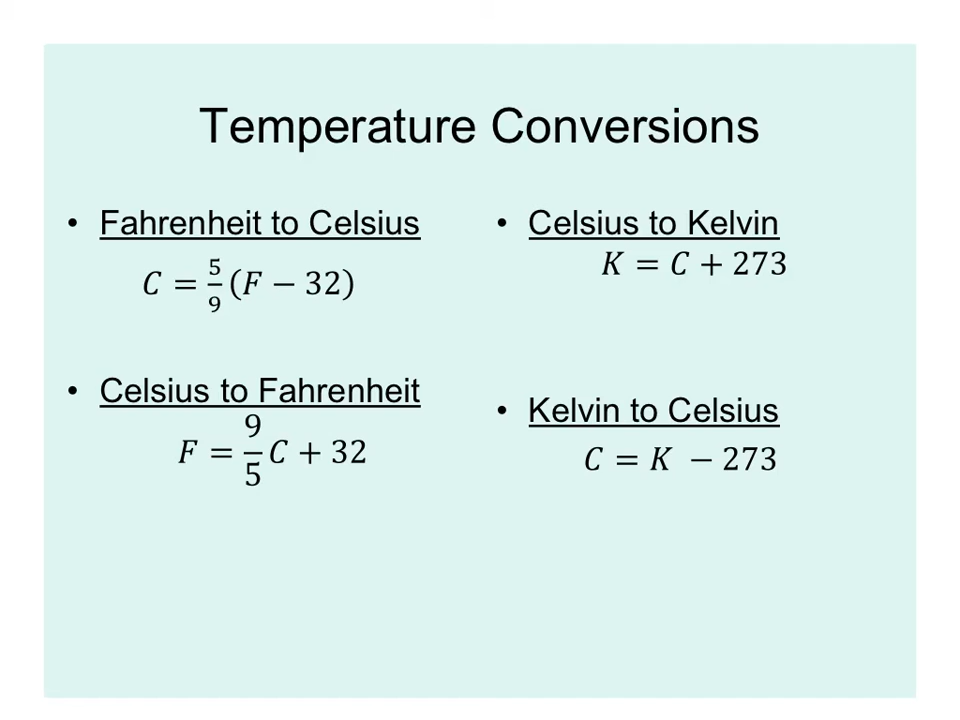 Temperature Conversions
• Fahrenheit to Celsius
C = 5/9 (F − 32)
• Celsius to Fahrenheit
F = 9/5 C + 32
• Celsius to Kelvin
K = C + 273
• Kelvin to Celsius
C = K − 273